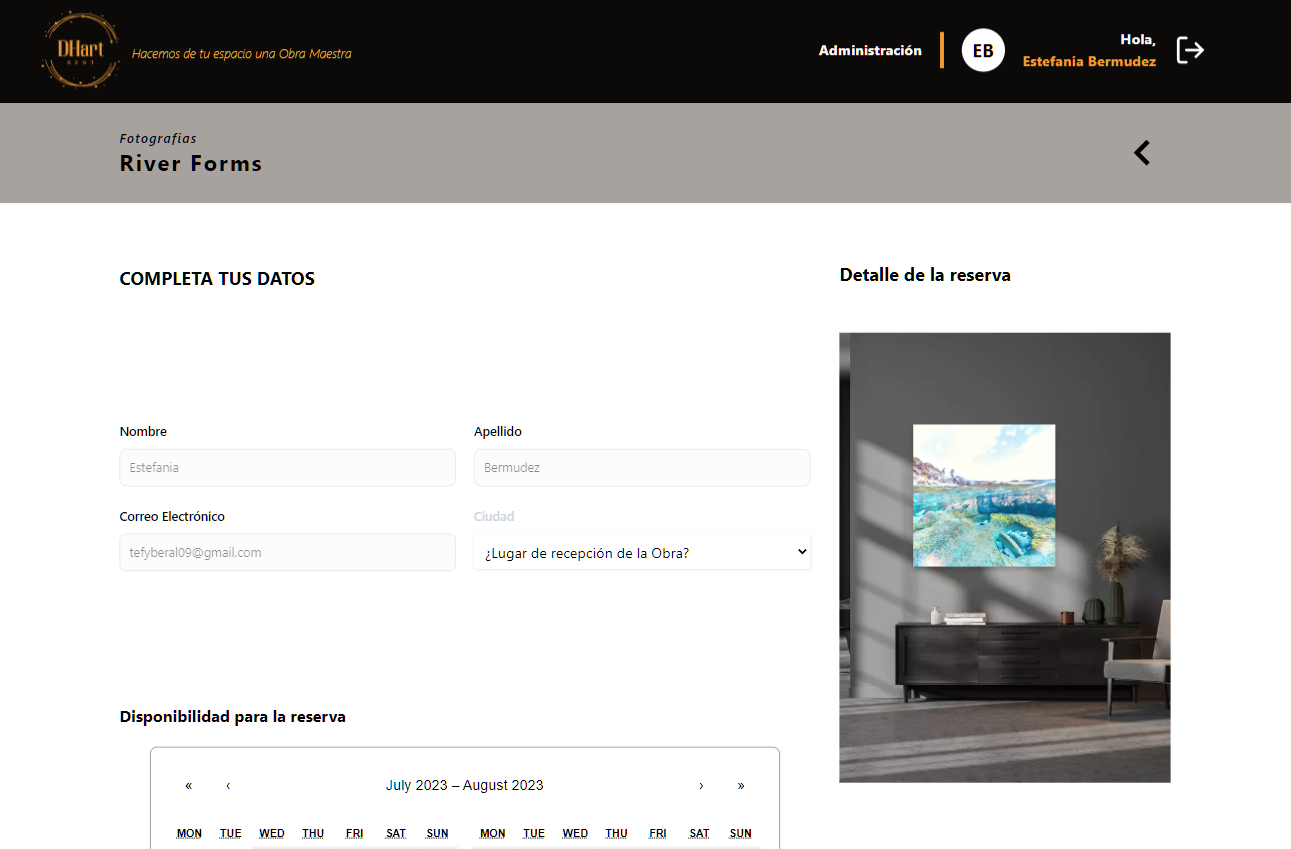 DHart
RENT
Hacemos de tu espacio una Obra Maestra
Administración
EB
Hola,
Estefania Bermudez
Fotografías
River Forms
COMPLETA TUS DATOS
Detalle de la reserva
Nombre
Apellido
Estefania
Bermudez
Correo Electrónico
Ciudad
tefyberal09@gmail.com
¿Lugar de recepción de la Obra?
Disponibilidad para la reserva
« ‹ July 2023 – August 2023 › »
MON TUE WED THU FRI SAT SUN MON TUE WED THU FRI SAT SUN